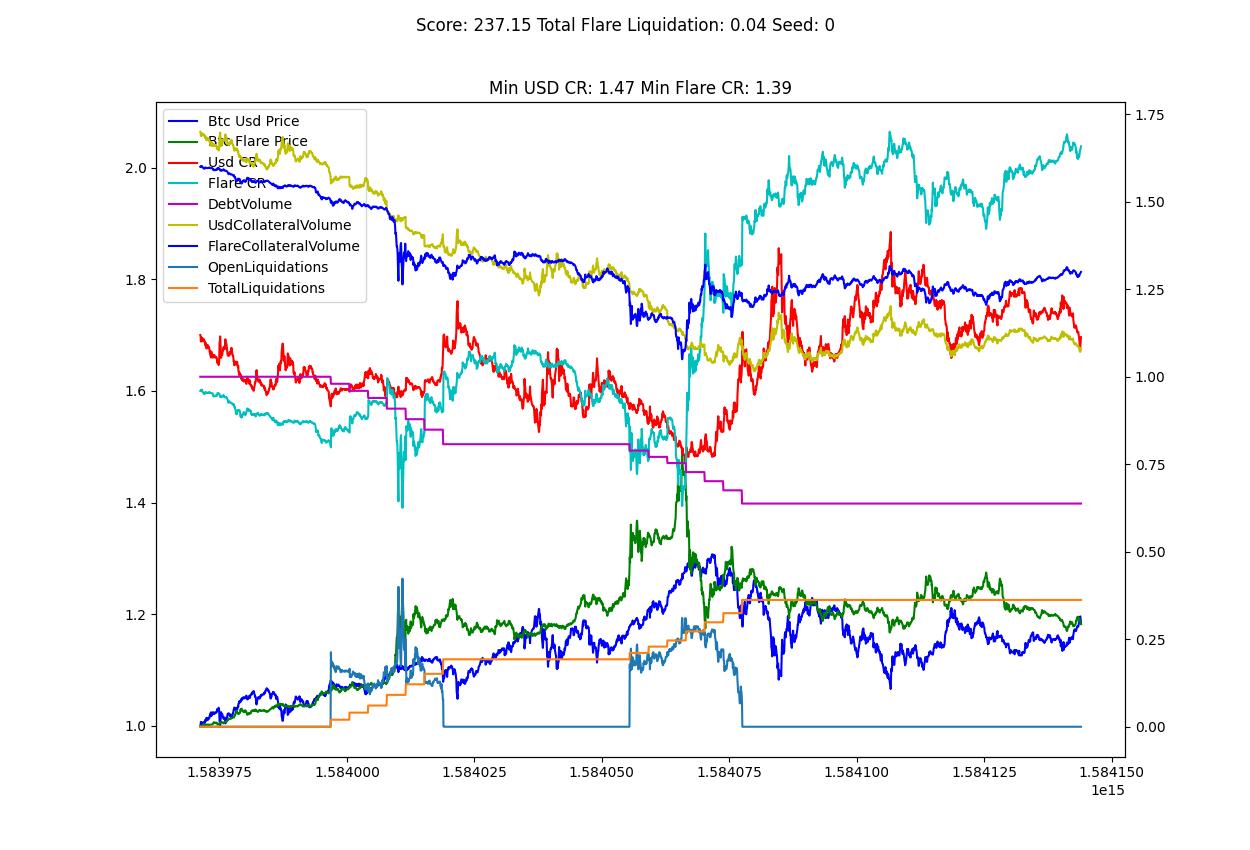 Score: 237.15 Total Flare Liquidation: 0.04 Seed: 0
Min USD CR: 1.47 Min Flare CR: 1.39
Btc Usd Price
Btc Flare Price
Usd CR
Flare CR
DebtVolume
UsdCollateralVolume
FlareCollateralVolume
OpenLiquidations
TotalLiquidations
2.0
1.8
1.6
1.4
1.2
1.0
1.75
1.50
1.25
1.00
0.75
0.50
0.25
0.00
1.583975 1.584000 1.584025 1.584050 1.584075 1.584100 1.584125 1.584150
1e15